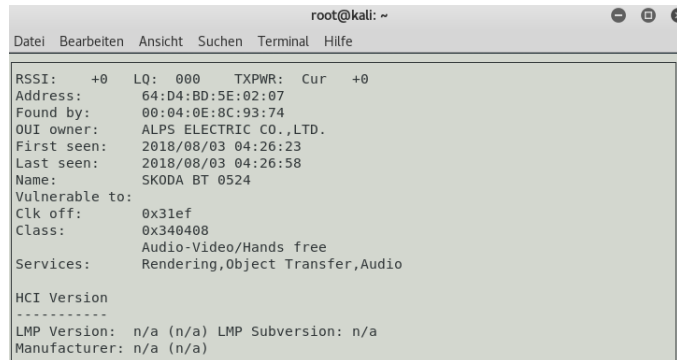 root@kali: ~
Datei Bearbeiten Ansicht Suchen Terminal Hilfe
RSSI: +0 LQ: 000 TXPWR: Cur +0
Address: 64:D4:BD:5E:02:07
Found by: 00:04:0E:8C:93:74
OUI owner: ALPS ELECTRIC CO.,LTD.
First seen: 2018/08/03 04:26:23
Last seen: 2018/08/03 04:26:58
Name: SKODA BT 0524
Vulnerable to:
Clk off: 0x31ef
Class: 0x340408
Audio-Video/Hands free
Services: Rendering,Object Transfer,Audio
HCI Version
-----------
LMP Version: n/a (n/a) LMP Subversion: n/a
Manufacturer: n/a (n/a)